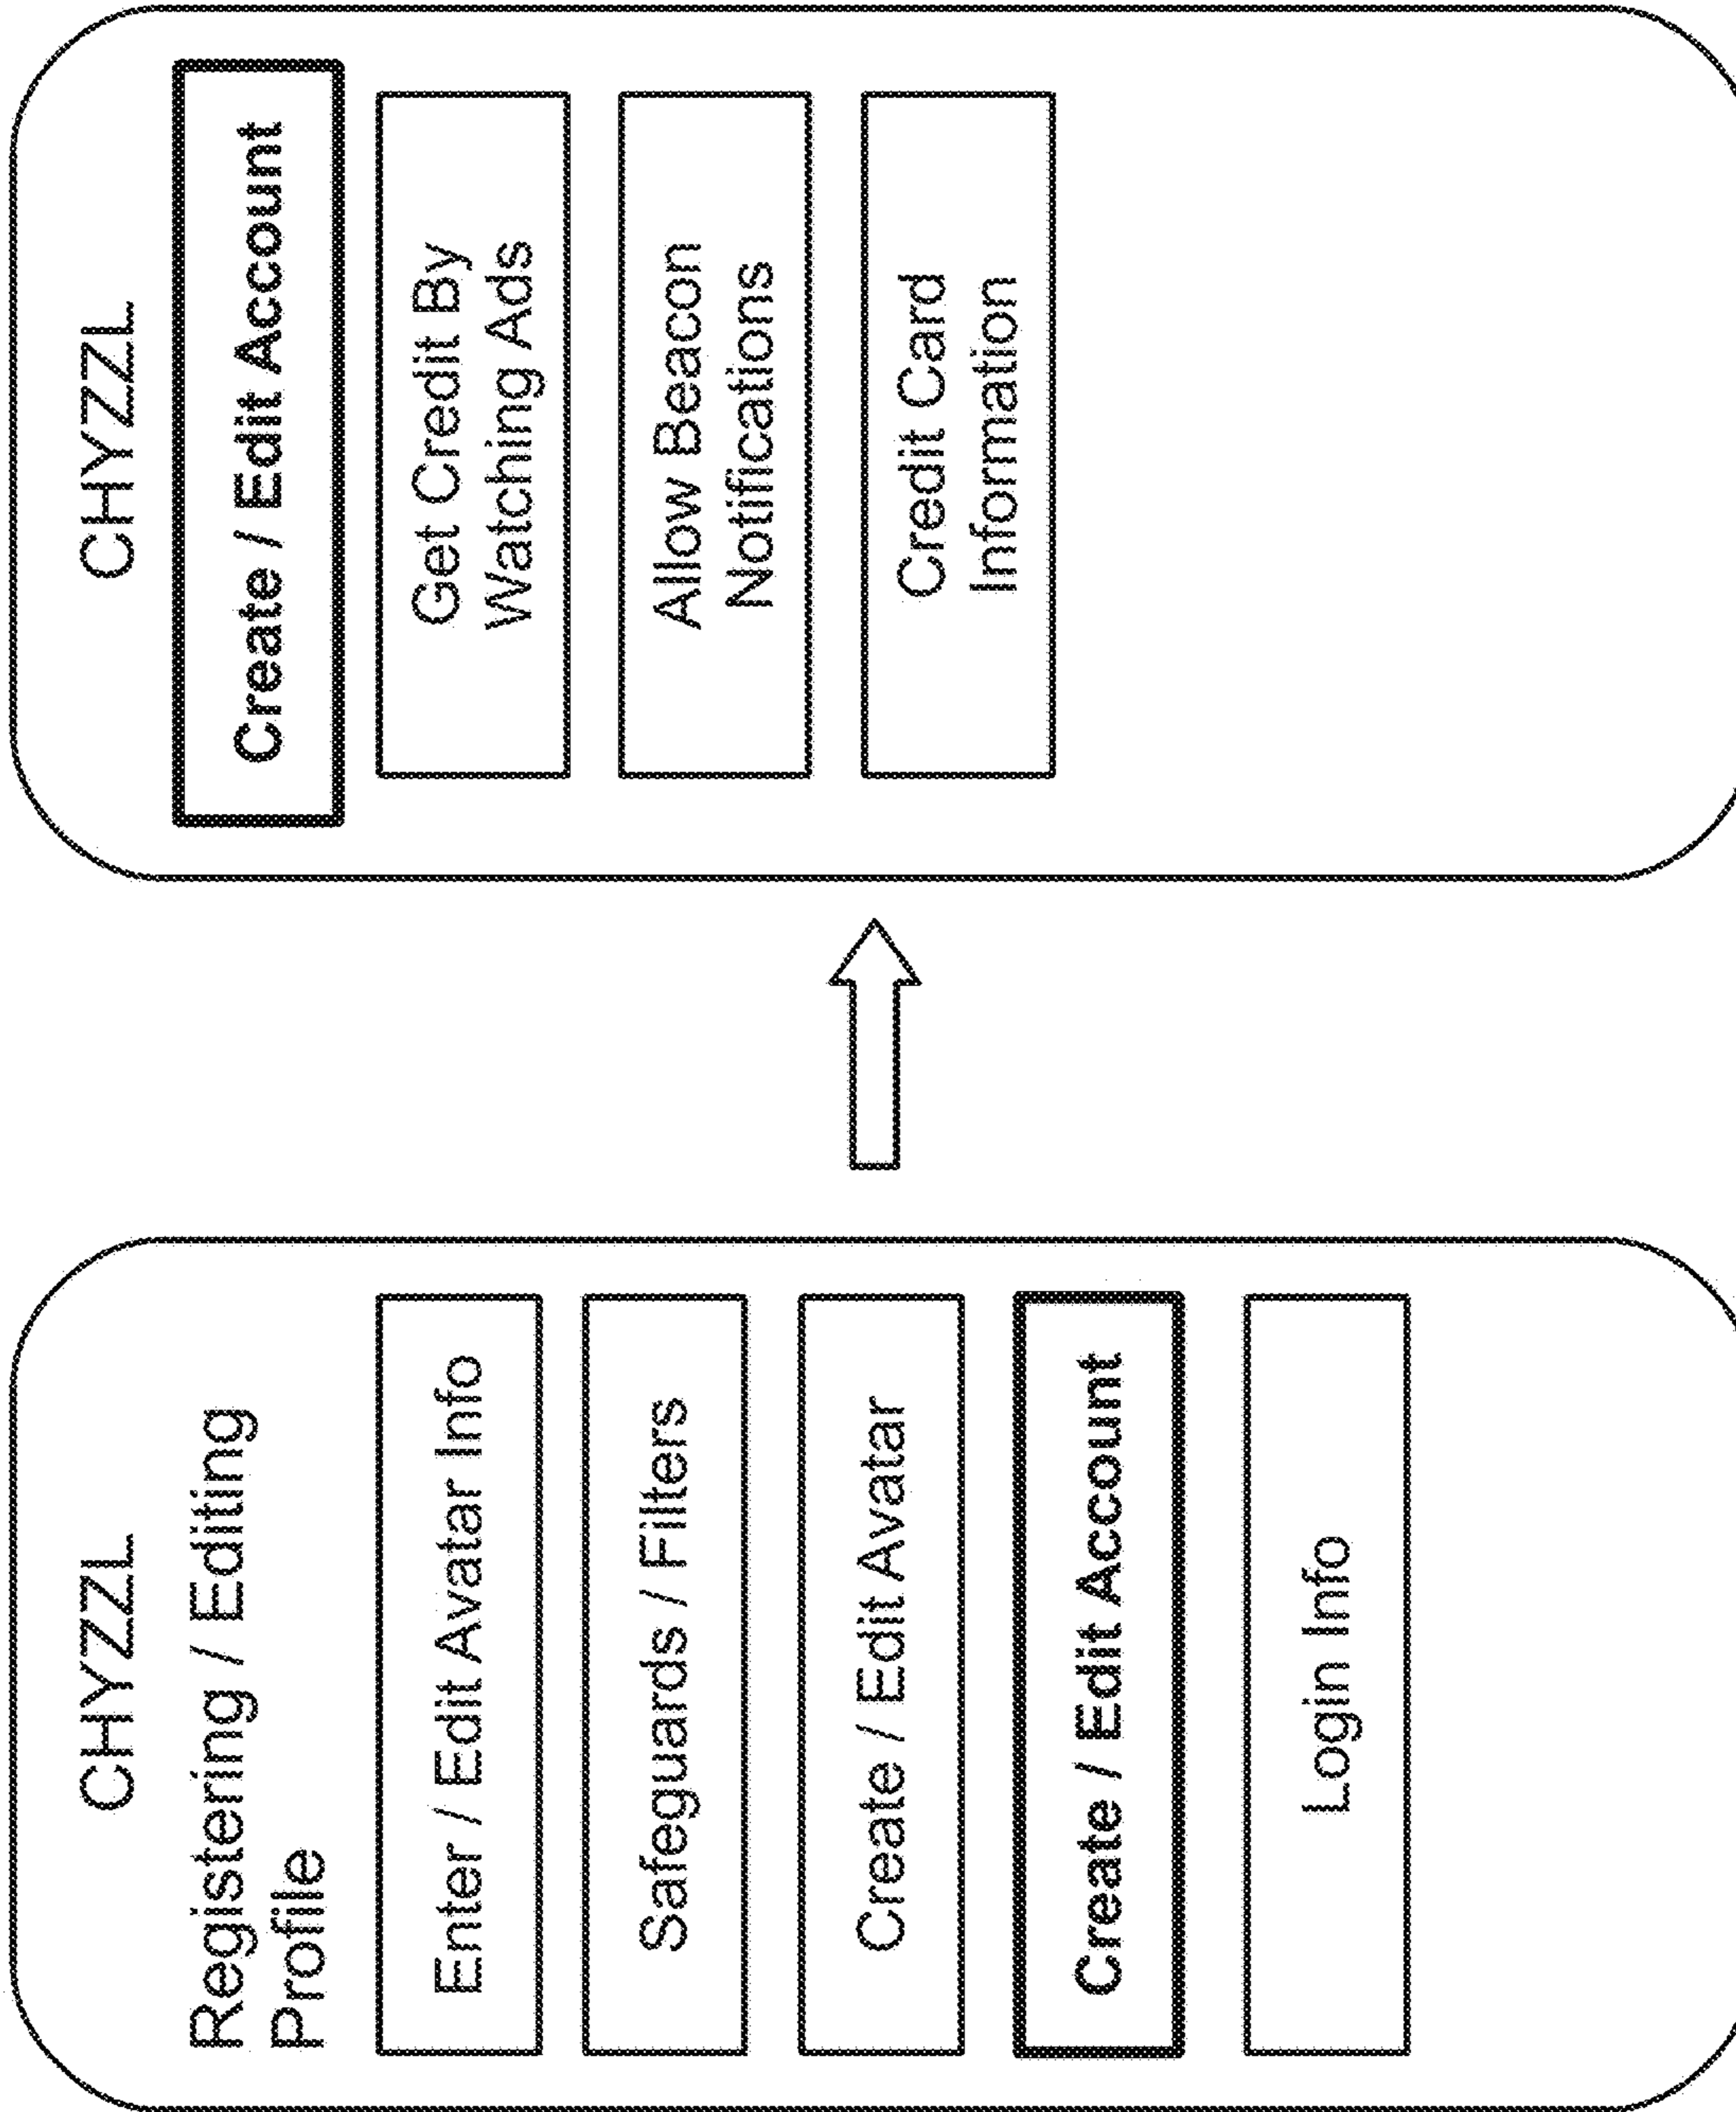 CHYZZL
Registering / Editing
Profile
Enter / Edit Avatar Info
Safeguards / Filters
Create / Edit Avatar
Create / Edit Account
Login Info
CHYZZL
Create / Edit Account
Get Credit By
Watching Ads
Allow Beacon
Notifications
Credit Card
Information